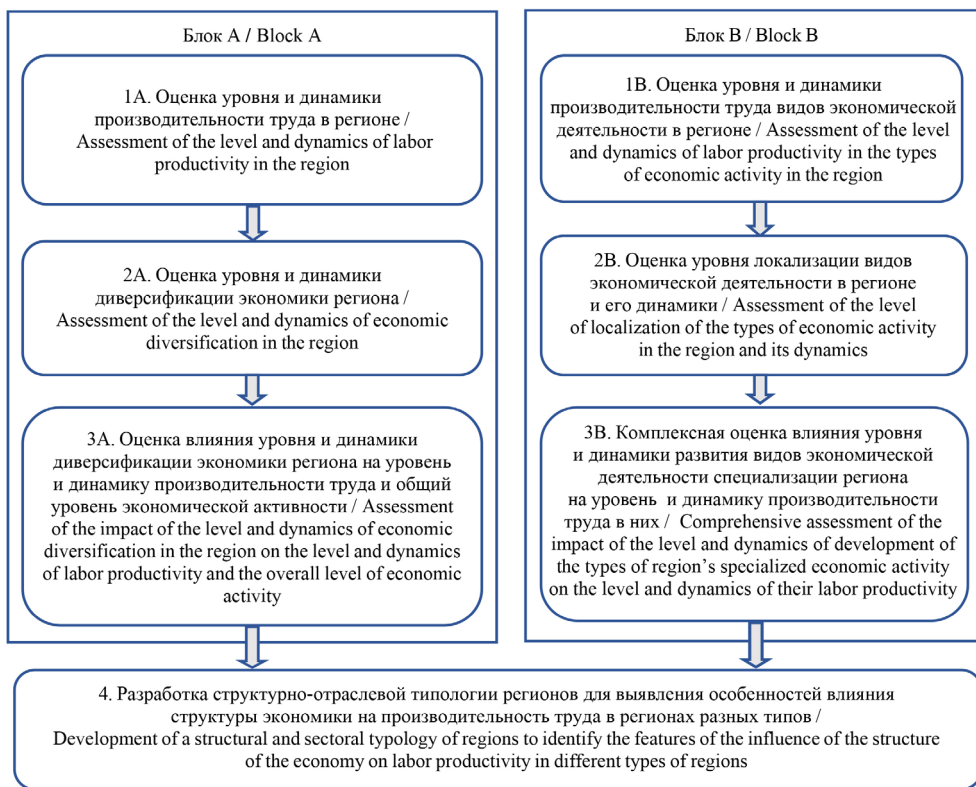 Блок A / Block A
1A. Оценка уровня и динамики
производительности труда в регионе /
Assessment of the level and dynamics of labor
productivity in the region
2A. Оценка уровня и динамики
диверсификации экономики региона /
Assessment of the level and dynamics of economic
diversification in the region
3A. Оценка влияния уровня и динамики
диверсификации экономики региона на уровень
и динамику производительности труда и общий
уровень экономической активности / Assessment
of the impact of the level and dynamics of economic
diversification in the region on the level and dynamics
of labor productivity and the overall level of economic
activity
Блок B / Block B
1B. Оценка уровня и динамики
производительности труда видов экономической
деятельности в регионе / Assessment of the level
and dynamics of labor productivity in the types
of economic activity in the region
2B. Оценка уровня локализации видов
экономической деятельности в регионе
и его динамики / Assessment of the level
of localization of the types of economic activity
in the region and its dynamics
3B. Комплексная оценка влияния уровня
и динамики развития видов экономической
деятельности специализации региона
на уровень и динамику производительности
труда в них / Comprehensive assessment of the
impact of the level and dynamics of development of
the types of region’s specialized economic activity
on the level and dynamics of their labor productivity
4. Разработка структурно-отраслевой типологии регионов для выявления особенностей влияния
структуры экономики на производительность труда в регионах разных типов /
Development of a structural and sectoral typology of regions to identify the features of the influence of the structure
of the economy on labor productivity in different types of regions